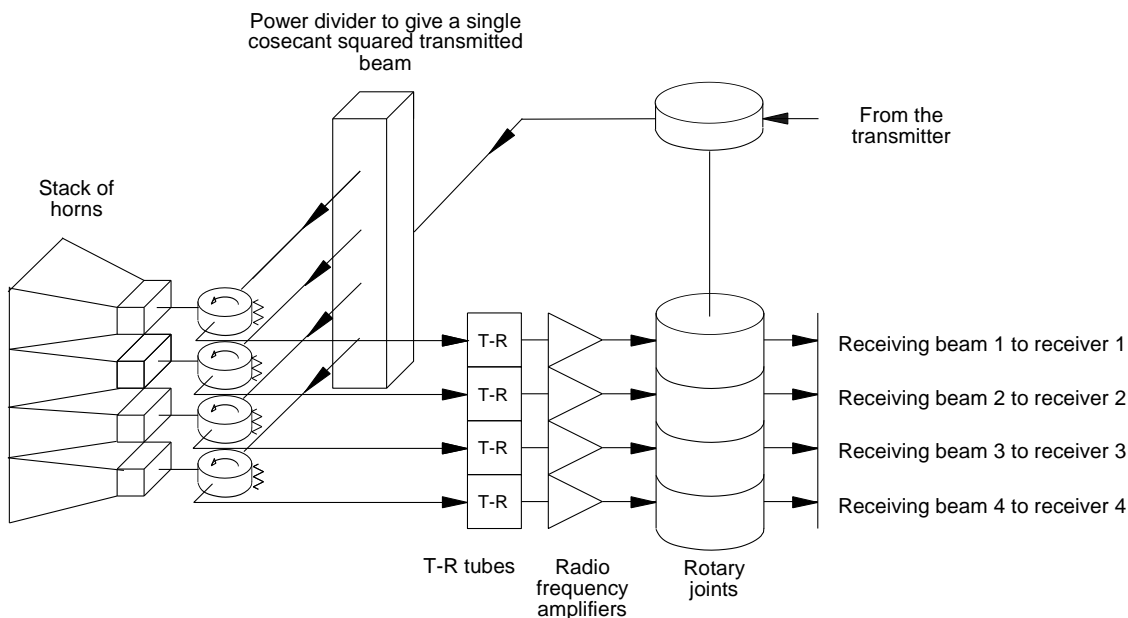 Power divider to give a single
cosecant squared transmitted
beam
From the
transmitter
Stack of
horns
T-R
Receiving beam 1 to receiver 1
T-R
Receiving beam 2 to receiver 2
T-R
Receiving beam 3 to receiver 3
T-R
Receiving beam 4 to receiver 4
T-R tubes
Radio
frequency
amplifiers
Rotary
joints